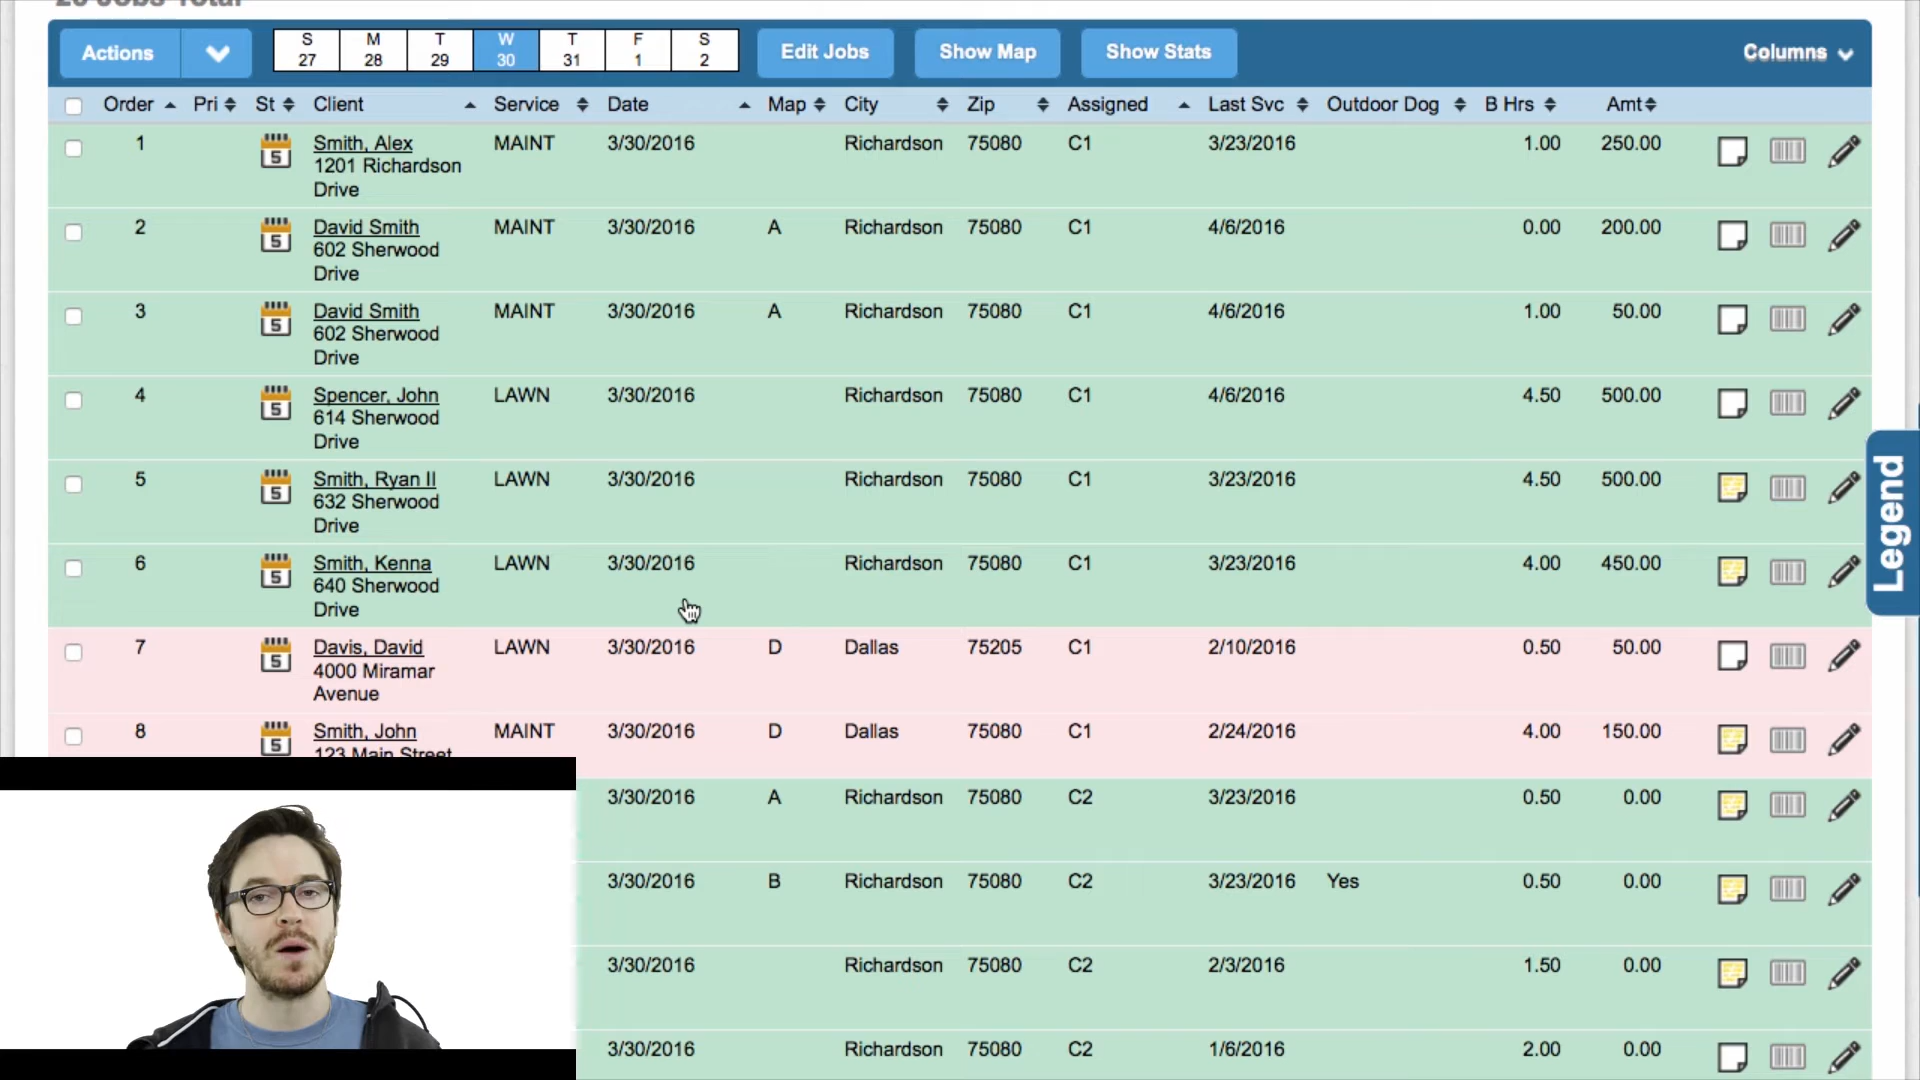 Actions
S M T W T F S
27 28 29 30 31 1 2
Edit Jobs
Show Map
Show Stats
Columns
Order Pri St Client Service Date Map City Zip Assigned Last Svc Outdoor Dog B Hrs Amt
1 5 Smith, Alex MAINT 3/30/2016 Richardson 75080 C1 3/23/2016 1.00 250.00
1201 Richardson
Drive
2 5 David Smith MAINT 3/30/2016 A Richardson 75080 C1 4/6/2016 0.00 200.00
602 Sherwood
Drive
3 5 David Smith MAINT 3/30/2016 A Richardson 75080 C1 4/6/2016 1.00 50.00
602 Sherwood
Drive
4 5 Spencer, John LAWN 3/30/2016 Richardson 75080 C1 4/6/2016 4.50 500.00
614 Sherwood
Drive
5 5 Smith, Ryan II LAWN 3/30/2016 Richardson 75080 C1 3/23/2016 4.50 500.00
632 Sherwood
Drive
6 5 Smith, Kenna LAWN 3/30/2016 Richardson 75080 C1 3/23/2016 4.00 450.00
640 Sherwood
Drive
7 5 Davis, David LAWN 3/30/2016 D Dallas 75205 C1 2/10/2016 0.50 50.00
4000 Miramar
Avenue
8 5 Smith, John MAINT 3/30/2016 D Dallas 75080 C1 2/24/2016 4.00 150.00
123 Main Street
3/30/2016 A Richardson 75080 C2 3/23/2016 0.50 0.00
3/30/2016 B Richardson 75080 C2 3/23/2016 Yes 0.50 0.00
3/30/2016 Richardson 75080 C2 2/3/2016 1.50 0.00
3/30/2016 Richardson 75080 C2 1/6/2016 2.00 0.00
Legend